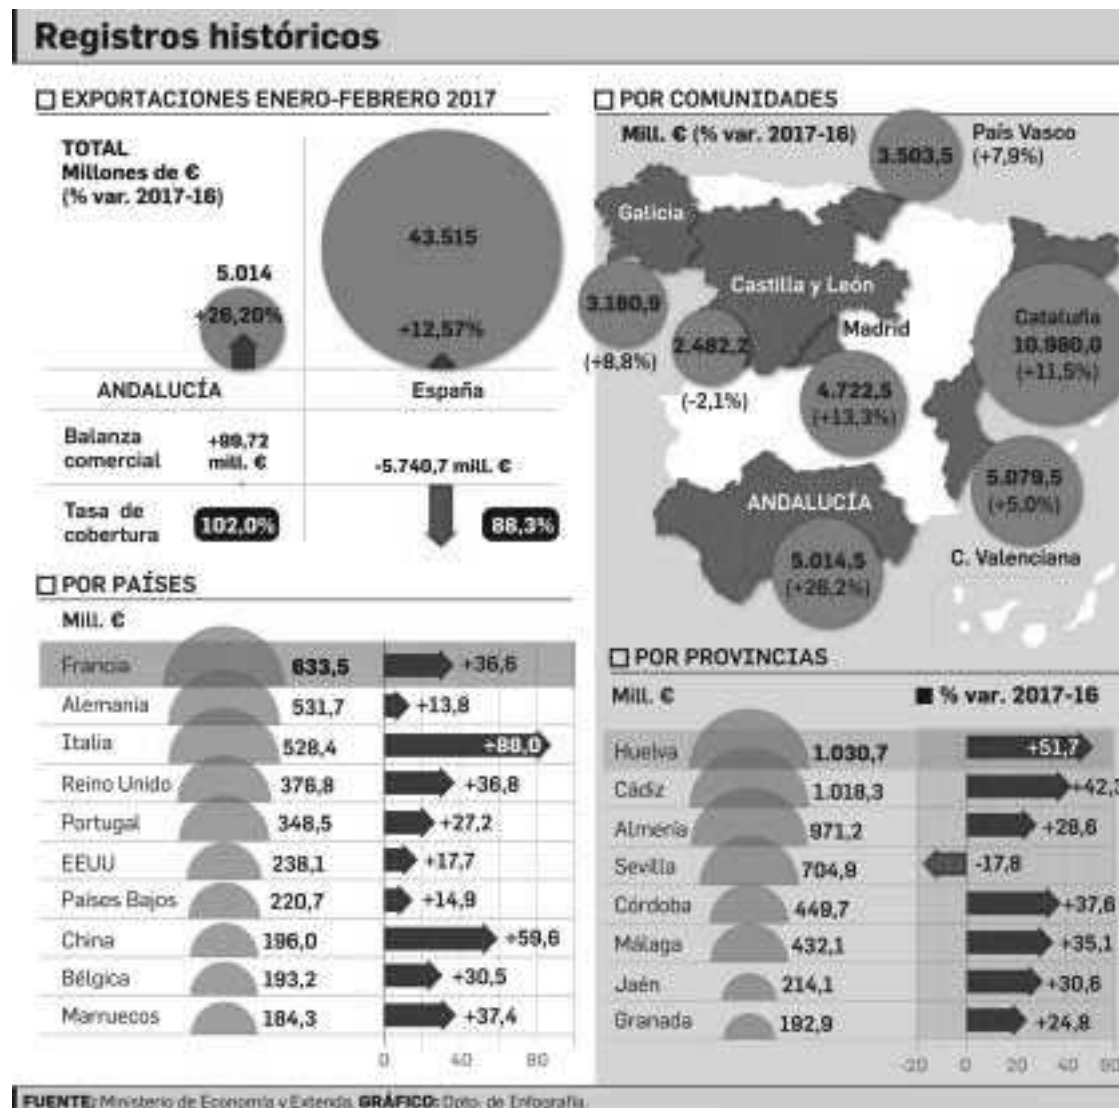 Registros históricos
EXPORTACIONES ENERO-FEBRERO 2017
TOTAL
Millones de €
(% var. 2017-16)
5.014
+26,20%
43.515
+12,57%
ANDALUCÍA
España
Balanza
comercial
+99,72
mill. €
-5.740,7 mill. €
Tasa de
cobertura
102,0%
88,3%
POR PAÍSES
Mill. €
Francia 633,5 +36,6
Alemania 531,7 +13,8
Italia 528,4 +80,0
Reino Unido 376,8 +36,8
Portugal 348,5 +27,2
EEUU 238,1 +17,7
Países Bajos 220,7 +14,9
China 196,0 +59,6
Bélgica 193,2 +30,5
Marruecos 184,3 +37,4
0 40 80
POR COMUNIDADES
Mill. € (% var. 2017-16)
País Vasco
3.503,5
(+7,9%)
Galicia
3.180,9
(+8,8%)
Castilla y León
2.482,2
(-2,1%)
Madrid
4.722,5
(+13,3%)
Cataluña
10.980,0
(+11,5%)
5.079,5
(+5,0%)
C. Valenciana
ANDALUCÍA
5.014,5
(+26,2%)
POR PROVINCIAS
Mill. €
% var. 2017-16
Huelva 1.030,7 +51,7
Cádiz 1.018,3 +42,3
Almería 971,2 +28,6
Sevilla 704,9 -17,8
Córdoba 449,7 +37,6
Málaga 432,1 +35,1
Jaén 214,1 +30,6
Granada 192,9 +24,8
-20 0 20 40 60
FUENTE: Ministerio de Economía y Extenda. GRÁFICO: Dpto. de Infografía.